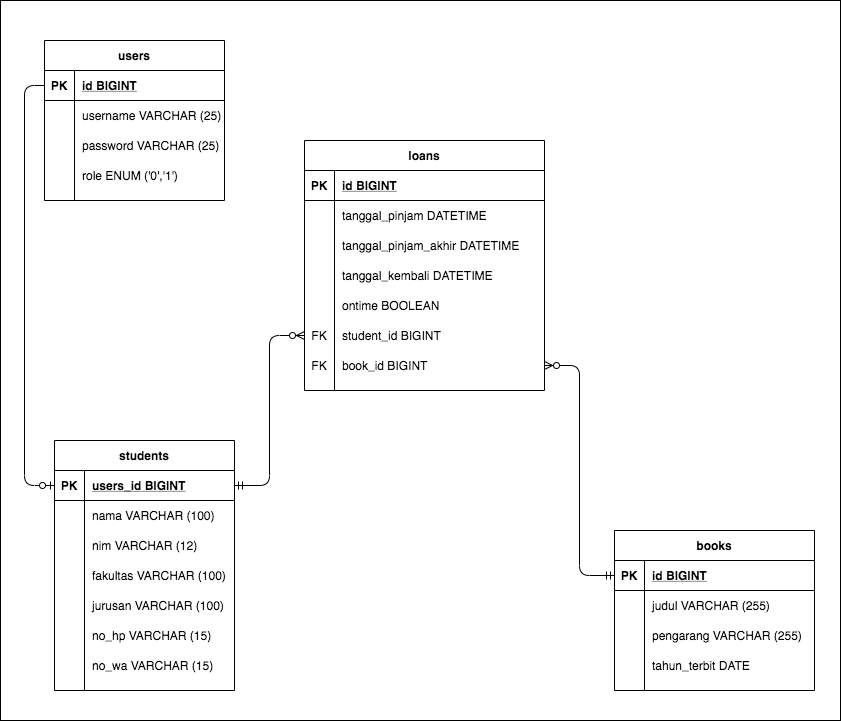 users
PK id BIGINT
username VARCHAR (25)
password VARCHAR (25)
role ENUM ('0','1')
loans
PK id BIGINT
tanggal_pinjam DATETIME
tanggal_pinjam_akhir DATETIME
tanggal_kembali DATETIME
ontime BOOLEAN
FK student_id BIGINT
FK book_id BIGINT
students
PK users_id BIGINT
nama VARCHAR (100)
nim VARCHAR (12)
fakultas VARCHAR (100)
jurusan VARCHAR (100)
no_hp VARCHAR (15)
no_wa VARCHAR (15)
books
PK id BIGINT
judul VARCHAR (255)
pengarang VARCHAR (255)
tahun_terbit DATE